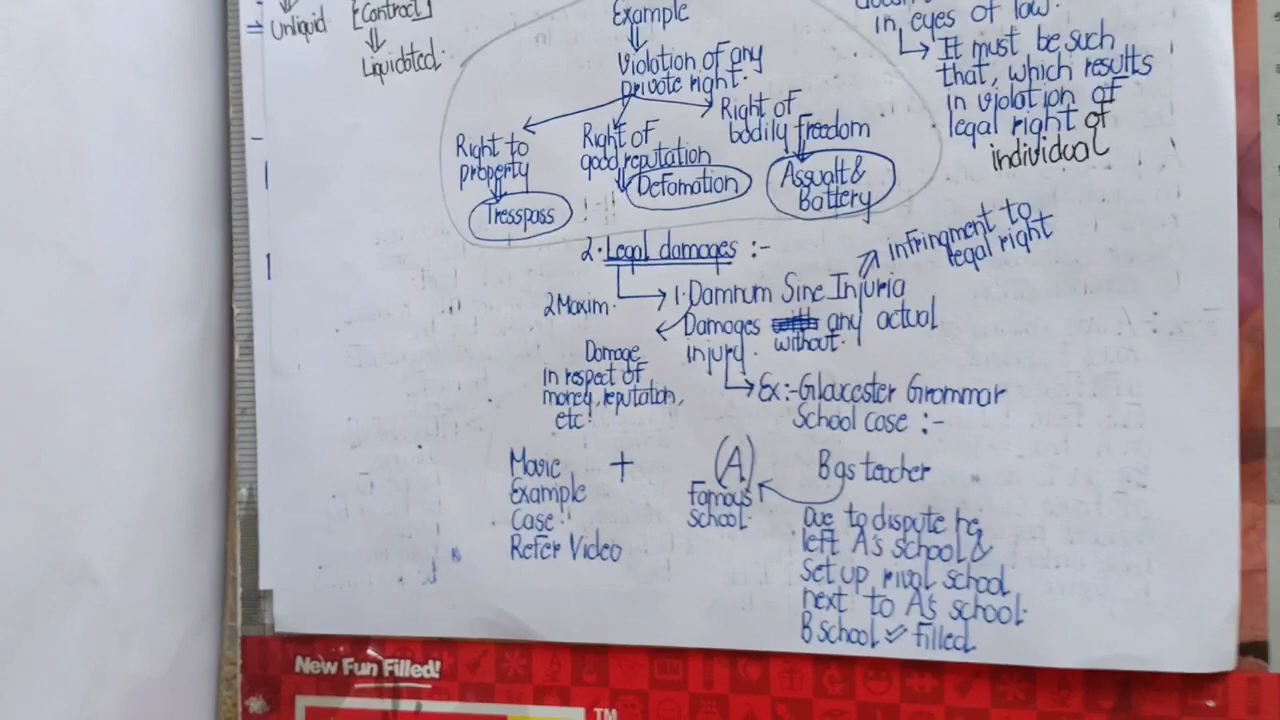 Unliquid
[Contract]
Liquidated.
Example
Violation of any
private right.
Right to
property
Tresspass
Right of
good reputation
Defamation
Right of
bodily freedom
Assualt &
Battery
in eyes of law.
It must be such
that, which results
in violation of
legal right of
individual
2. Legal damages :-
2 Maxim.
1. Damnum Sine Injuria
infringment to
legal right
Damages any actual
without.
injury.
Damage
in respect of
money, reputation,
etc.
Ex:- Gloucester Grammar
School case :-
Movie
Example
Case.
Refer Video
+
(A)
Famous
school.
B as teacher
Due to dispute he
left A's school &
set up rival school
next to A's school.
B school filled
New Fun Filled!
TM